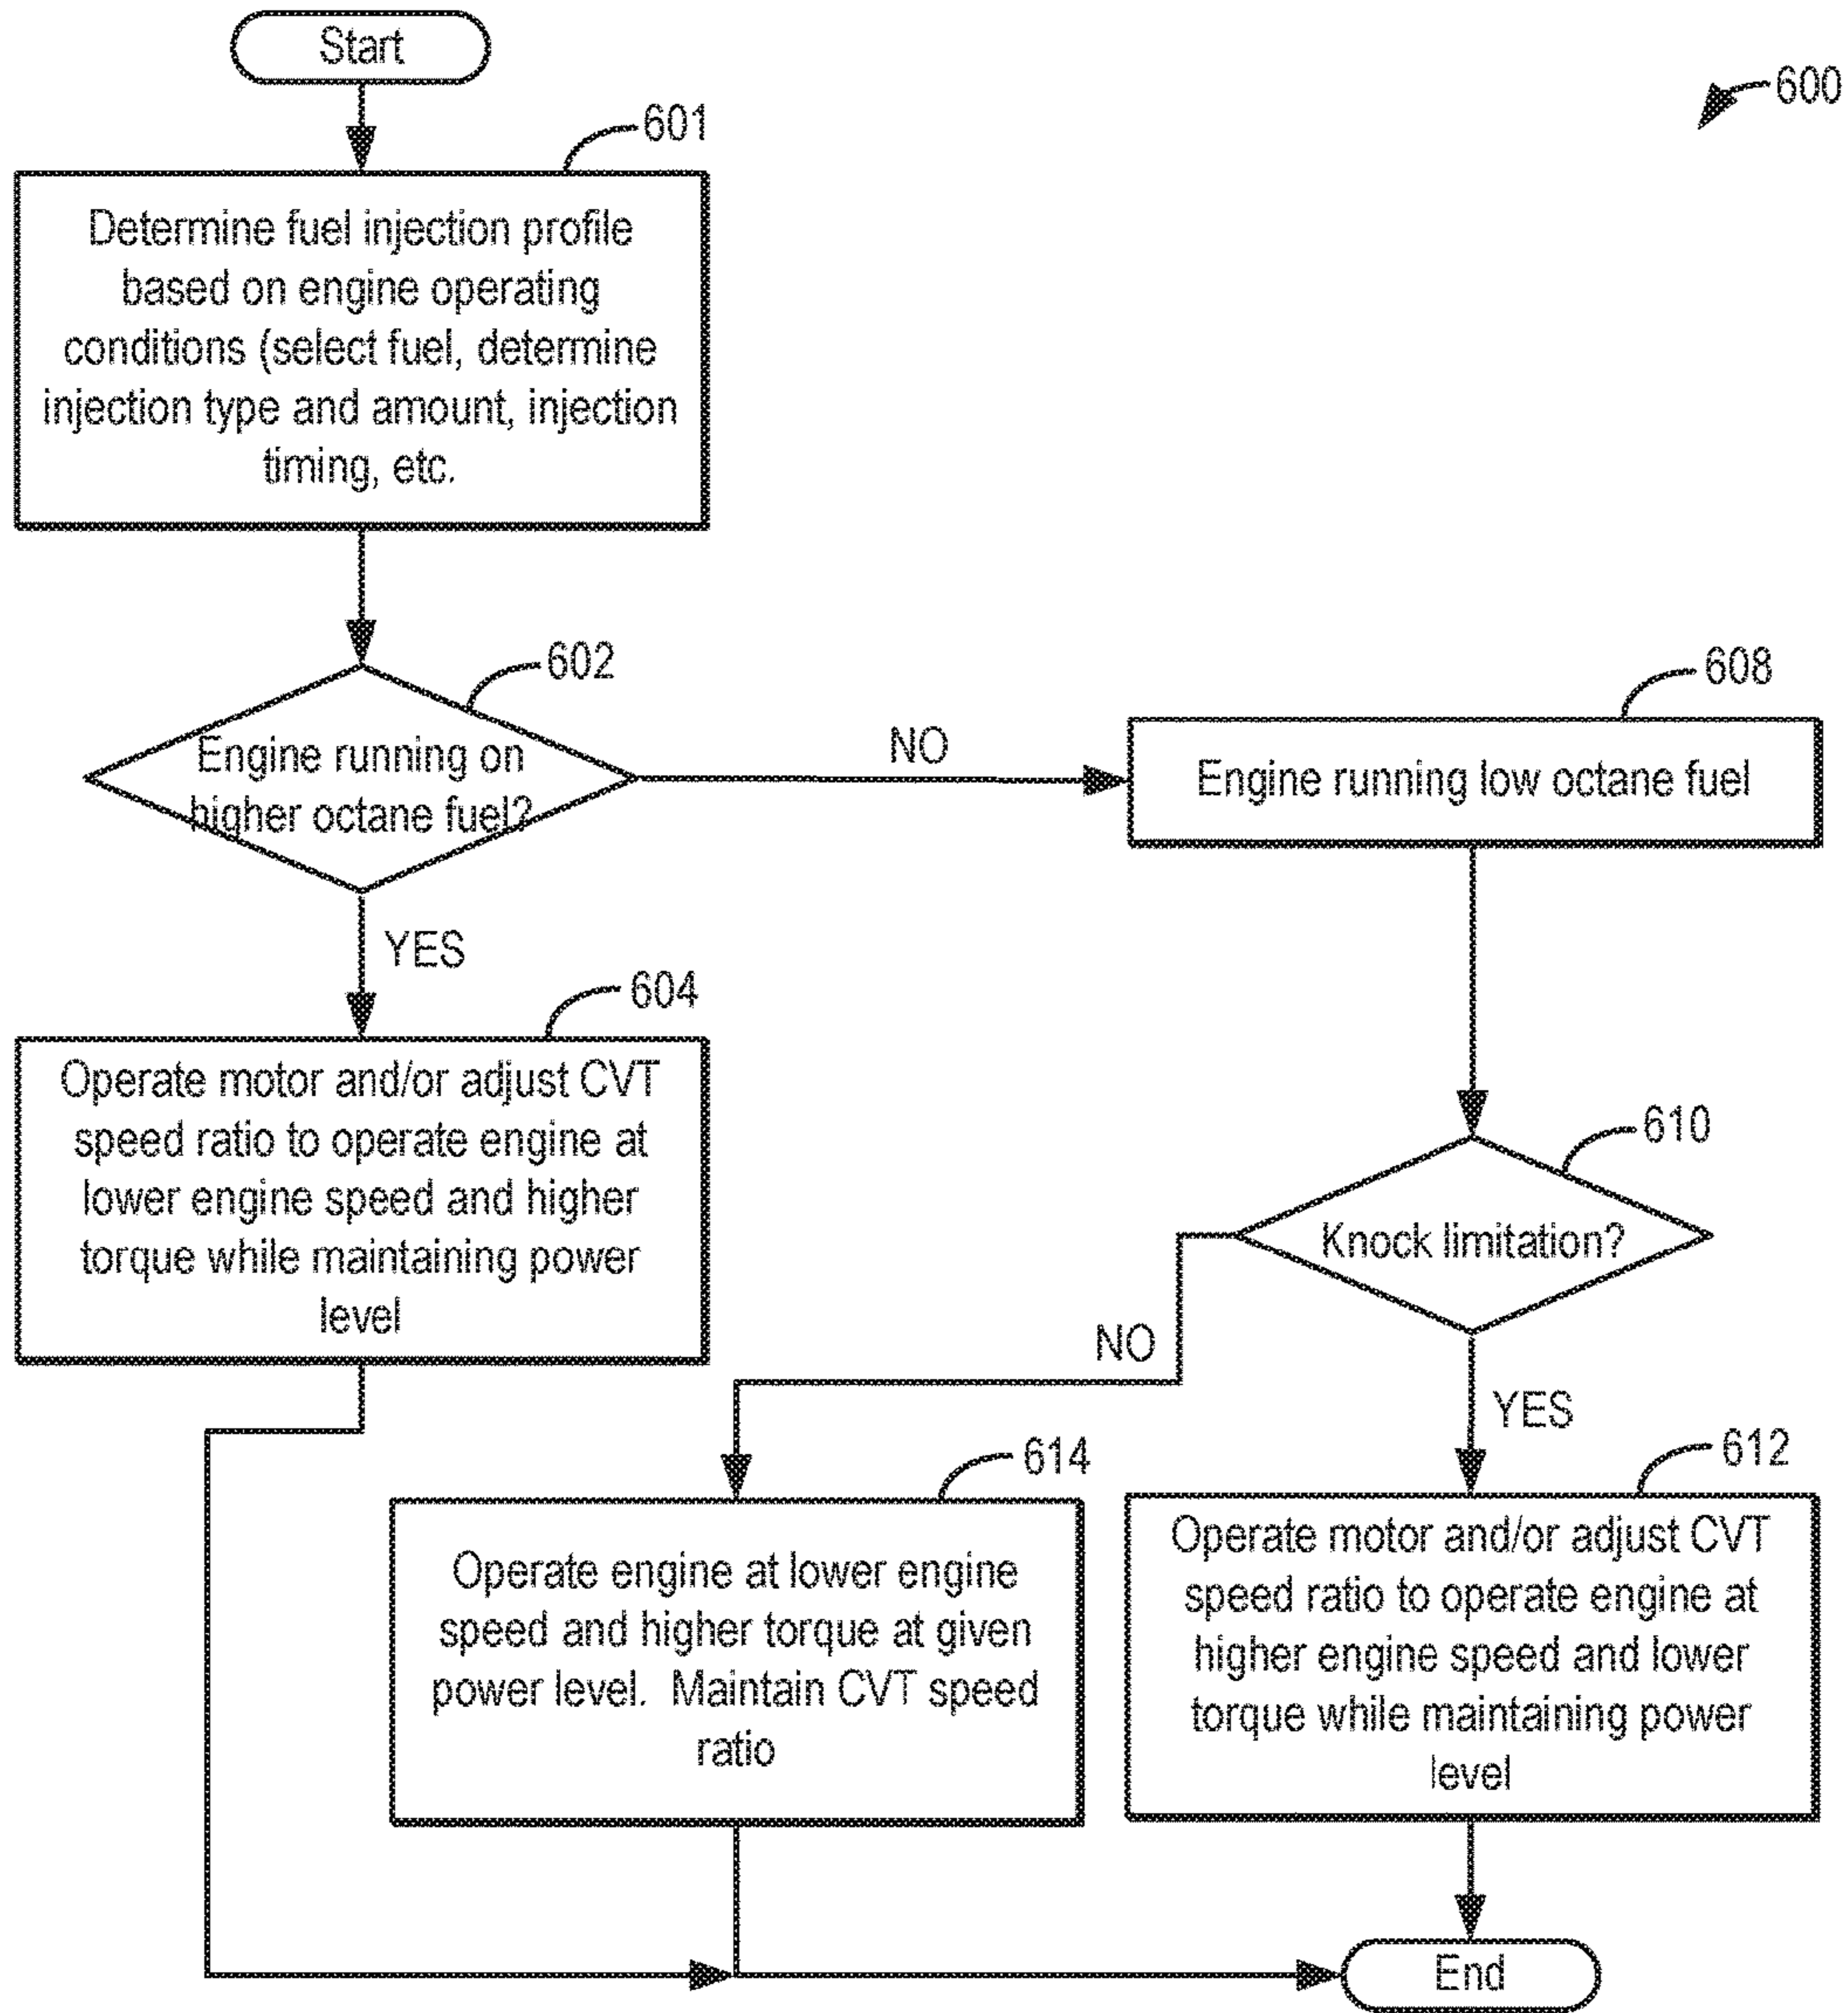 Start
600
601
Determine fuel injection profile
based on engine operating
conditions (select fuel, determine
injection type and amount, injection
timing, etc.
602
Engine running on
higher octane fuel?
NO
608
Engine running low octane fuel
YES
604
Operate motor and/or adjust CVT
speed ratio to operate engine at
lower engine speed and higher
torque while maintaining power
level
610
Knock limitation?
NO
YES
614
Operate engine at lower engine
speed and higher torque at given
power level. Maintain CVT speed
ratio
612
Operate motor and/or adjust CVT
speed ratio to operate engine at
higher engine speed and lower
torque while maintaining power
level
End